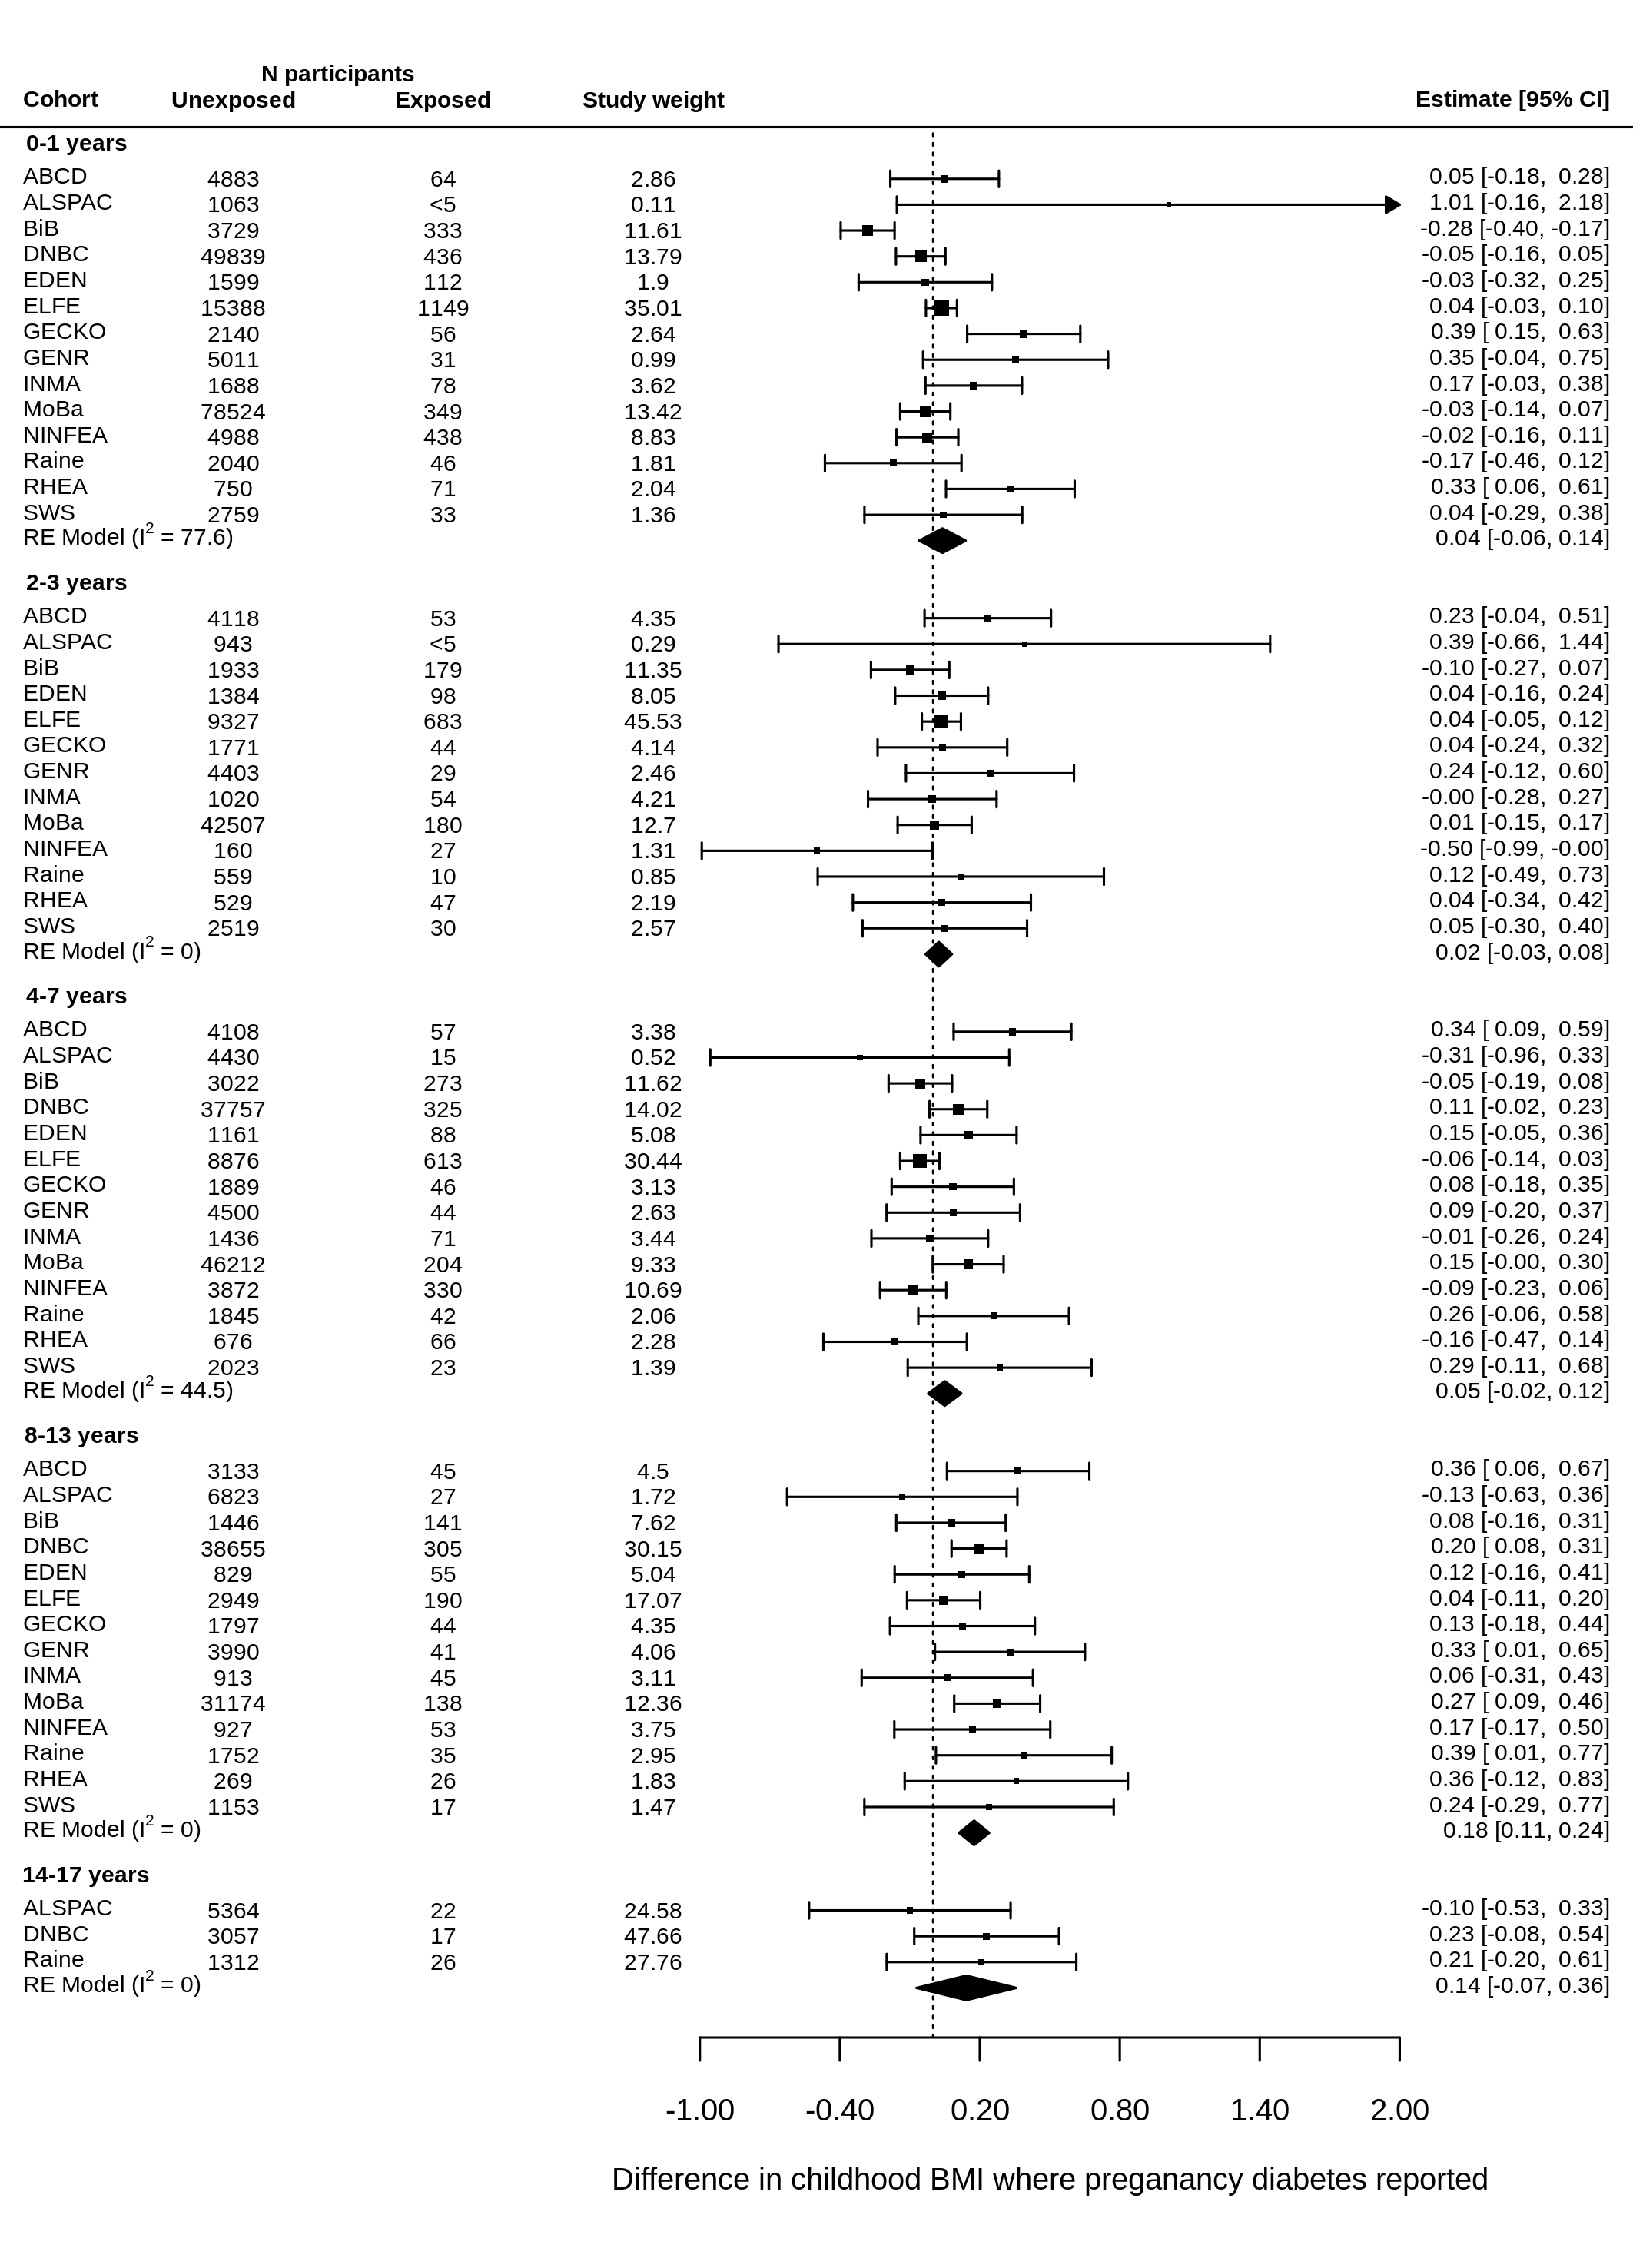 N participants
Cohort Unexposed Exposed Study weight Estimate [95% CI]
0-1 years
ABCD 4883 64 2.86 0.05 [-0.18, 0.28]
ALSPAC 1063 <5 0.11 1.01 [-0.16, 2.18]
BiB 3729 333 11.61 -0.28 [-0.40, -0.17]
DNBC 49839 436 13.79 -0.05 [-0.16, 0.05]
EDEN 1599 112 1.9 -0.03 [-0.32, 0.25]
ELFE 15388 1149 35.01 0.04 [-0.03, 0.10]
GECKO 2140 56 2.64 0.39 [ 0.15, 0.63]
GENR 5011 31 0.99 0.35 [-0.04, 0.75]
INMA 1688 78 3.62 0.17 [-0.03, 0.38]
MoBa 78524 349 13.42 -0.03 [-0.14, 0.07]
NINFEA 4988 438 8.83 -0.02 [-0.16, 0.11]
Raine 2040 46 1.81 -0.17 [-0.46, 0.12]
RHEA 750 71 2.04 0.33 [ 0.06, 0.61]
SWS 2759 33 1.36 0.04 [-0.29, 0.38]
RE Model (I² = 77.6) 0.04 [-0.06, 0.14]
2-3 years
ABCD 4118 53 4.35 0.23 [-0.04, 0.51]
ALSPAC 943 <5 0.29 0.39 [-0.66, 1.44]
BiB 1933 179 11.35 -0.10 [-0.27, 0.07]
EDEN 1384 98 8.05 0.04 [-0.16, 0.24]
ELFE 9327 683 45.53 0.04 [-0.05, 0.12]
GECKO 1771 44 4.14 0.04 [-0.24, 0.32]
GENR 4403 29 2.46 0.24 [-0.12, 0.60]
INMA 1020 54 4.21 -0.00 [-0.28, 0.27]
MoBa 42507 180 12.7 0.01 [-0.15, 0.17]
NINFEA 160 27 1.31 -0.50 [-0.99, -0.00]
Raine 559 10 0.85 0.12 [-0.49, 0.73]
RHEA 529 47 2.19 0.04 [-0.34, 0.42]
SWS 2519 30 2.57 0.05 [-0.30, 0.40]
RE Model (I² = 0) 0.02 [-0.03, 0.08]
4-7 years
ABCD 4108 57 3.38 0.34 [ 0.09, 0.59]
ALSPAC 4430 15 0.52 -0.31 [-0.96, 0.33]
BiB 3022 273 11.62 -0.05 [-0.19, 0.08]
DNBC 37757 325 14.02 0.11 [-0.02, 0.23]
EDEN 1161 88 5.08 0.15 [-0.05, 0.36]
ELFE 8876 613 30.44 -0.06 [-0.14, 0.03]
GECKO 1889 46 3.13 0.08 [-0.18, 0.35]
GENR 4500 44 2.63 0.09 [-0.20, 0.37]
INMA 1436 71 3.44 -0.01 [-0.26, 0.24]
MoBa 46212 204 9.33 0.15 [-0.00, 0.30]
NINFEA 3872 330 10.69 -0.09 [-0.23, 0.06]
Raine 1845 42 2.06 0.26 [-0.06, 0.58]
RHEA 676 66 2.28 -0.16 [-0.47, 0.14]
SWS 2023 23 1.39 0.29 [-0.11, 0.68]
RE Model (I² = 44.5) 0.05 [-0.02, 0.12]
8-13 years
ABCD 3133 45 4.5 0.36 [ 0.06, 0.67]
ALSPAC 6823 27 1.72 -0.13 [-0.63, 0.36]
BiB 1446 141 7.62 0.08 [-0.16, 0.31]
DNBC 38655 305 30.15 0.20 [ 0.08, 0.31]
EDEN 829 55 5.04 0.12 [-0.16, 0.41]
ELFE 2949 190 17.07 0.04 [-0.11, 0.20]
GECKO 1797 44 4.35 0.13 [-0.18, 0.44]
GENR 3990 41 4.06 0.33 [ 0.01, 0.65]
INMA 913 45 3.11 0.06 [-0.31, 0.43]
MoBa 31174 138 12.36 0.27 [ 0.09, 0.46]
NINFEA 927 53 3.75 0.17 [-0.17, 0.50]
Raine 1752 35 2.95 0.39 [ 0.01, 0.77]
RHEA 269 26 1.83 0.36 [-0.12, 0.83]
SWS 1153 17 1.47 0.24 [-0.29, 0.77]
RE Model (I² = 0) 0.18 [0.11, 0.24]
14-17 years
ALSPAC 5364 22 24.58 -0.10 [-0.53, 0.33]
DNBC 3057 17 47.66 0.23 [-0.08, 0.54]
Raine 1312 26 27.76 0.21 [-0.20, 0.61]
RE Model (I² = 0) 0.14 [-0.07, 0.36]
-1.00 -0.40 0.20 0.80 1.40 2.00
Difference in childhood BMI where preganancy diabetes reported